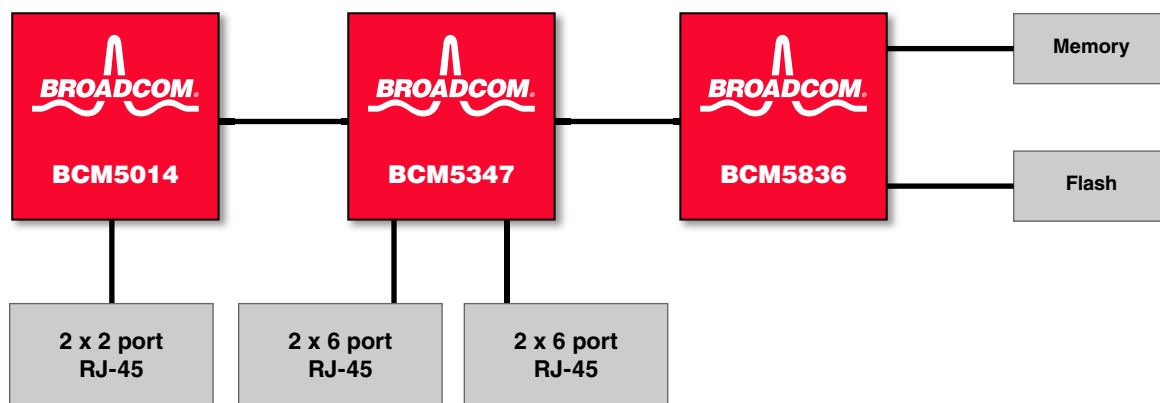 BROADCOM®
BCM5014
BROADCOM®
BCM5347
BROADCOM®
BCM5836
Memory
Flash
2 x 2 port
RJ-45
2 x 6 port
RJ-45
2 x 6 port
RJ-45